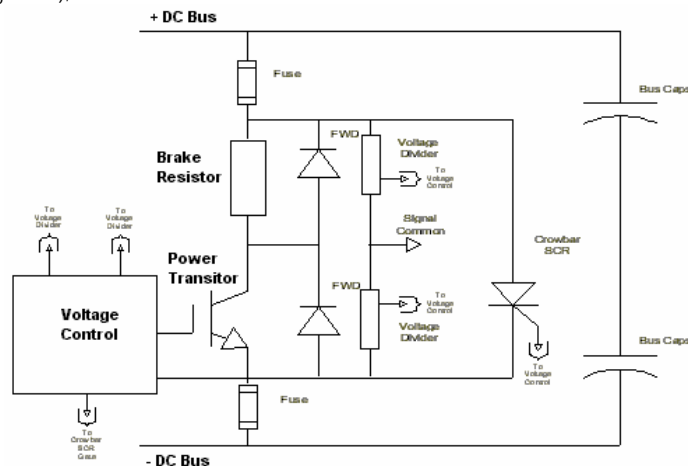 + DC Bus
Fuse
Bus Caps
FWD
Voltage
Divider
To
Voltage
Control
Brake
Resistor
Signal
Common
To
Voltage
Divider
To
Voltage
Divider
Crowbar
SCR
Power
Transitor
FWD
To
Voltage
Control
Voltage
Divider
Voltage
Control
Bus Caps
To
Voltage
Control
Fuse
To
Crowbar
SCR
- DC Bus